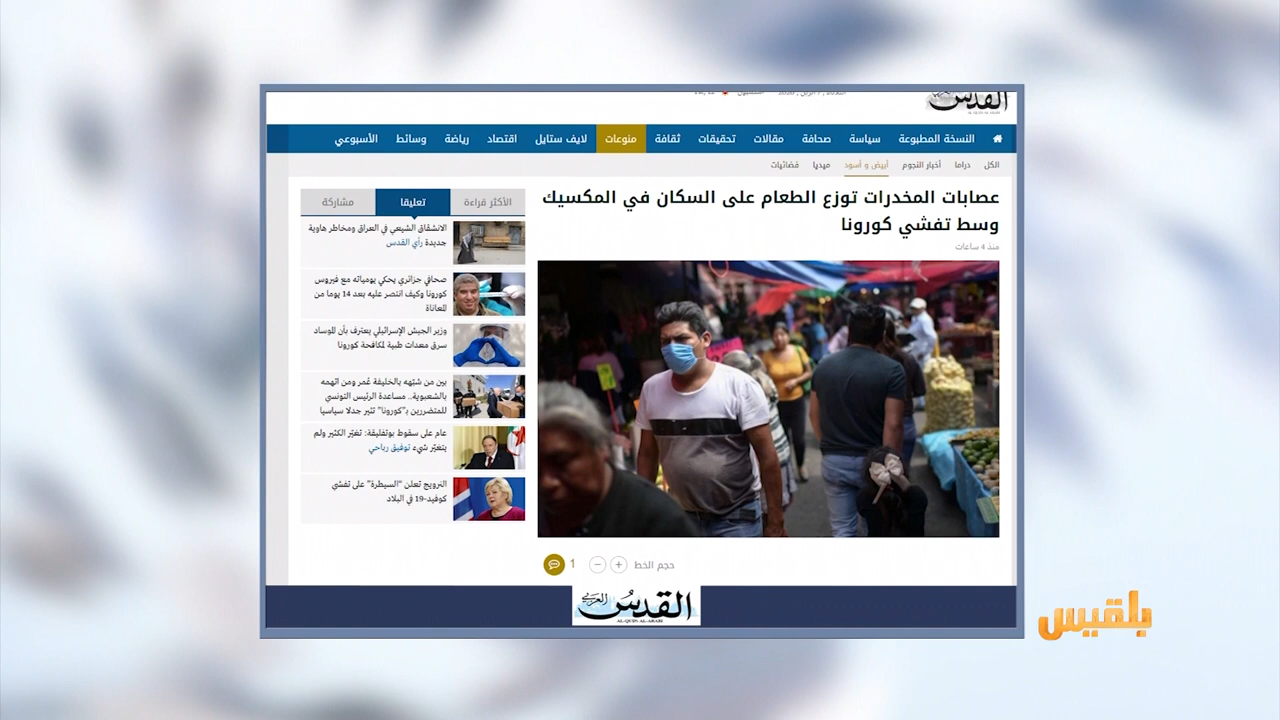 القدس
النسخة المطبوعة سياسة صحافة مقالات تحقيقات ثقافة منوعات لايف ستايل اقتصاد رياضة وسائط الأسبوعي
الكل دراما أخبار النجوم أبيض و أسود ميديا فضائيات
عصابات المخدرات توزع الطعام على السكان في المكسيك
وسط تفشي كورونا
منذ 4 ساعات
حجم الخط + − 1
الأكثر قراءة تعليقا مشاركة
الانشقاق الشيعي في العراق ومخاطر هاوية
جديدة رأي القدس
صحافي جزائري يحكي يومياته مع فيروس
كورونا وكيف انتصر عليه بعد 14 يوما من
المعاناة
وزير الجيش الإسرائيلي يعترف بأن الموساد
سرق معدات طبية لمكافحة كورونا
بين من شبّهه بالخليفة عُمر ومن اتهمه
بالشعبوية.. مساعدة الرئيس التونسي
للمتضررين بـ"كورونا" تثير جدلا سياسيا
عام على سقوط بوتفليقة: تغيّر الكثير ولم
يتغيّر شيء توفيق رباحي
النرويج تعلن "السيطرة" على تفشي
كوفيد-19 في البلاد
القدس العربي
AL-QUDS AL-ARABI
بلقيس